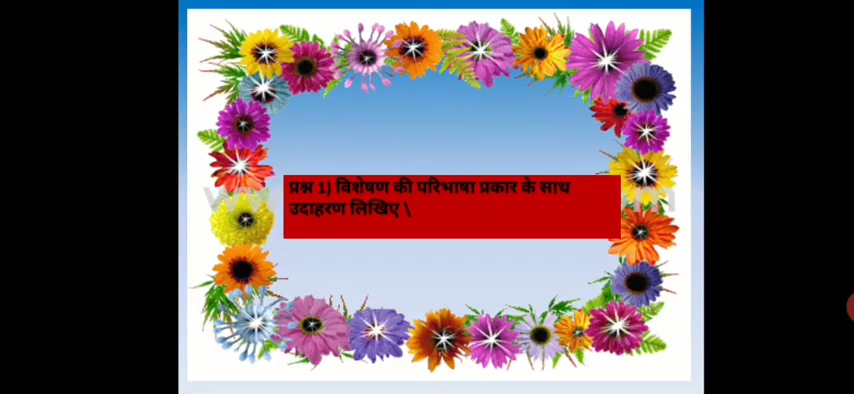 प्रश्न 1) विशेषण की परिभाषा प्रकार के साथ
उदाहरण लिखिए \